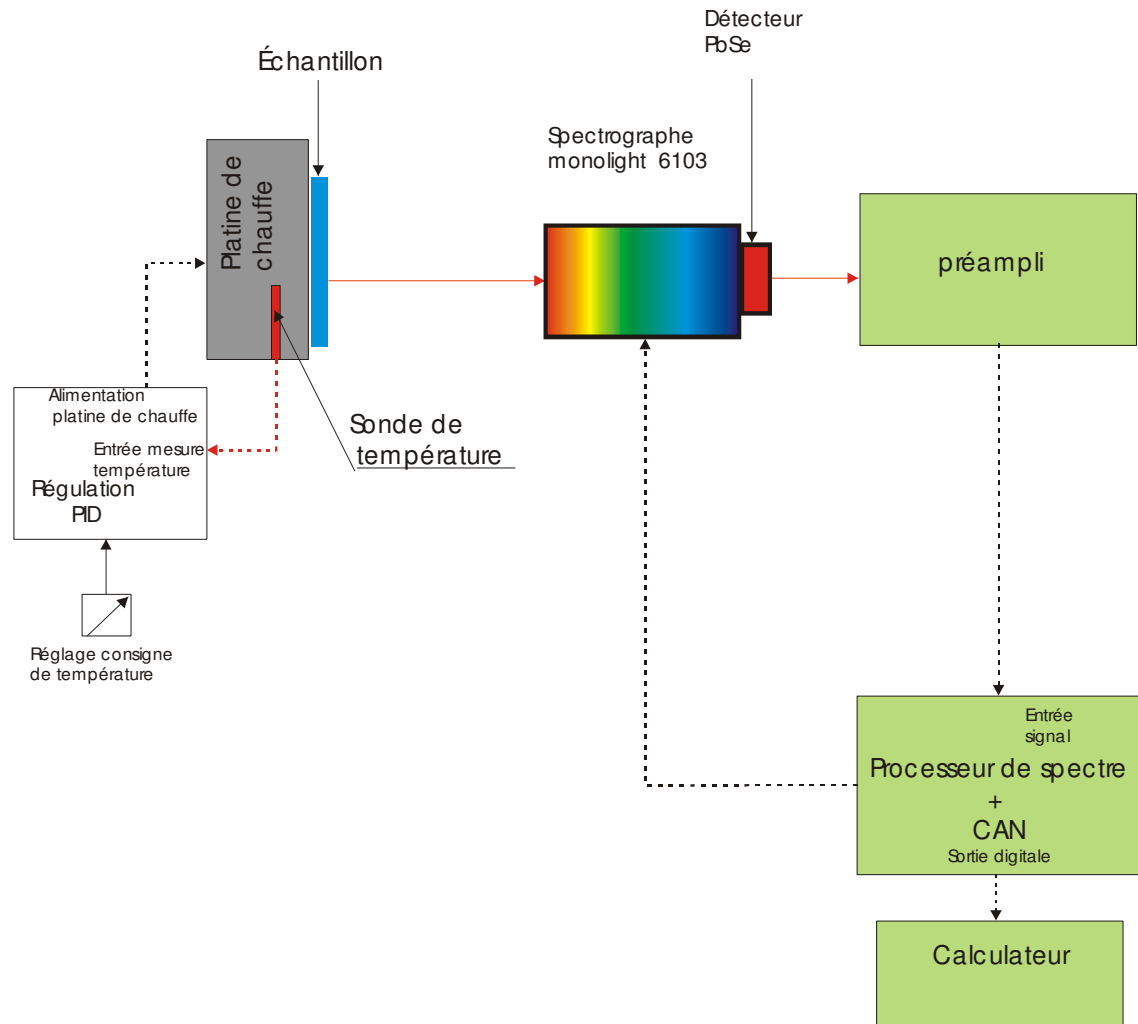 Détecteur
PbSe
Échantillon
Spectrographe
monolight 6103
Platine de
chauffe
préampli
Alimentation
platine de chauffe
Entrée mesure
température
Régulation
PID
Sonde de
température
Réglage consigne
de température
Entrée
signal
Processeur de spectre
+
CAN
Sortie digitale
Calculateur